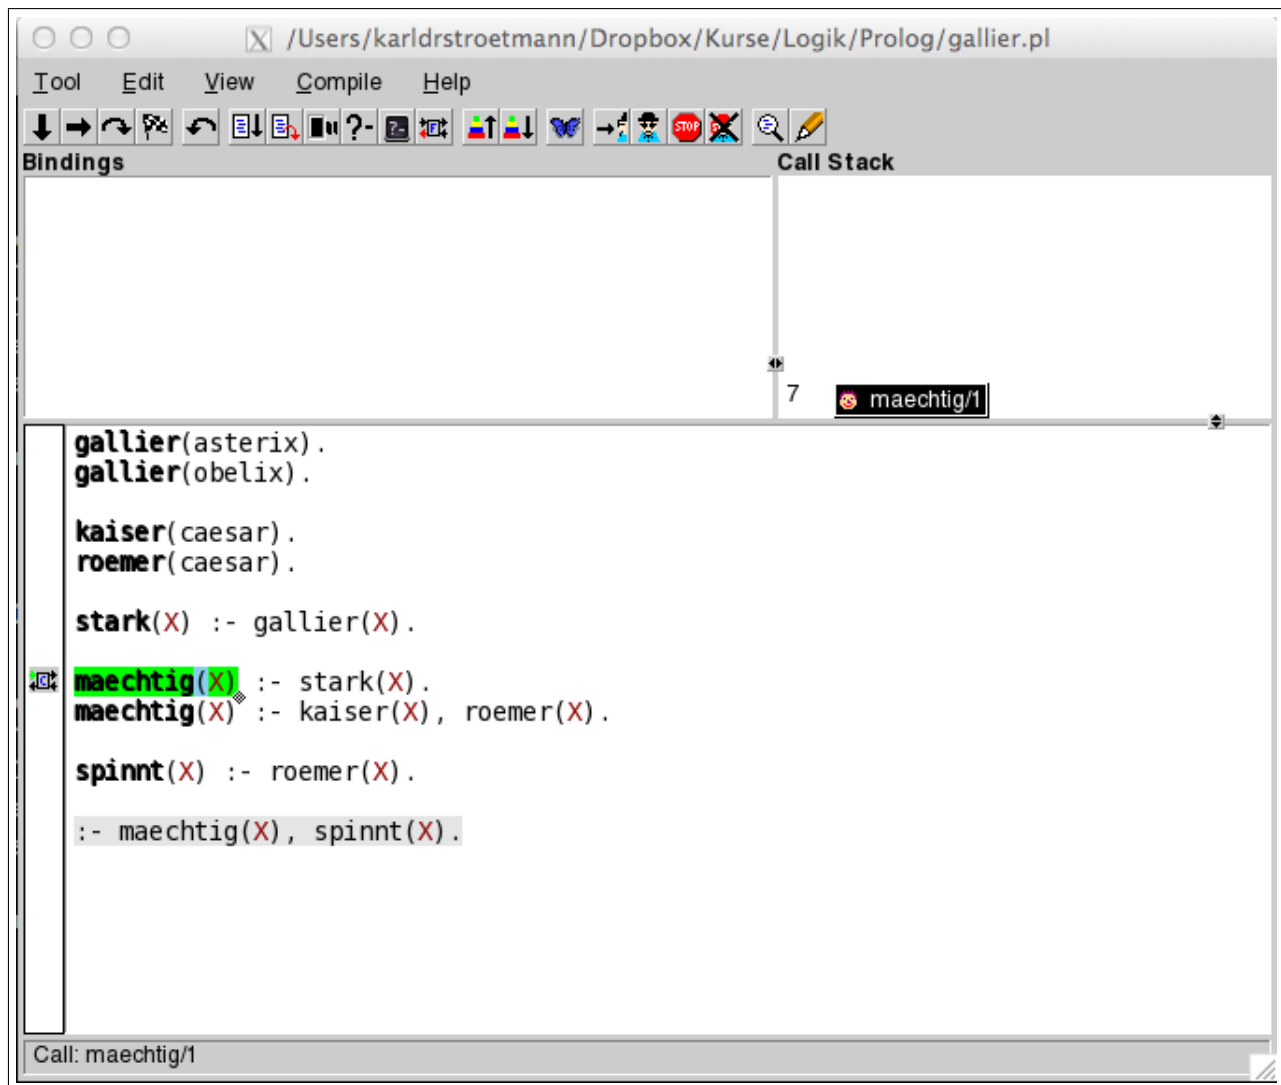 /Users/karldrstroetmann/Dropbox/Kurse/Logik/Prolog/gallier.pl
Tool Edit View Compile Help
?- STOP
Bindings Call Stack
7 maechtig/1
gallier(asterix).
gallier(obelix).
kaiser(caesar).
roemer(caesar).
stark(X) :- gallier(X).
maechtig(X) :- stark(X).
maechtig(X) :- kaiser(X), roemer(X).
spinnt(X) :- roemer(X).
:- maechtig(X), spinnt(X).
Call: maechtig/1